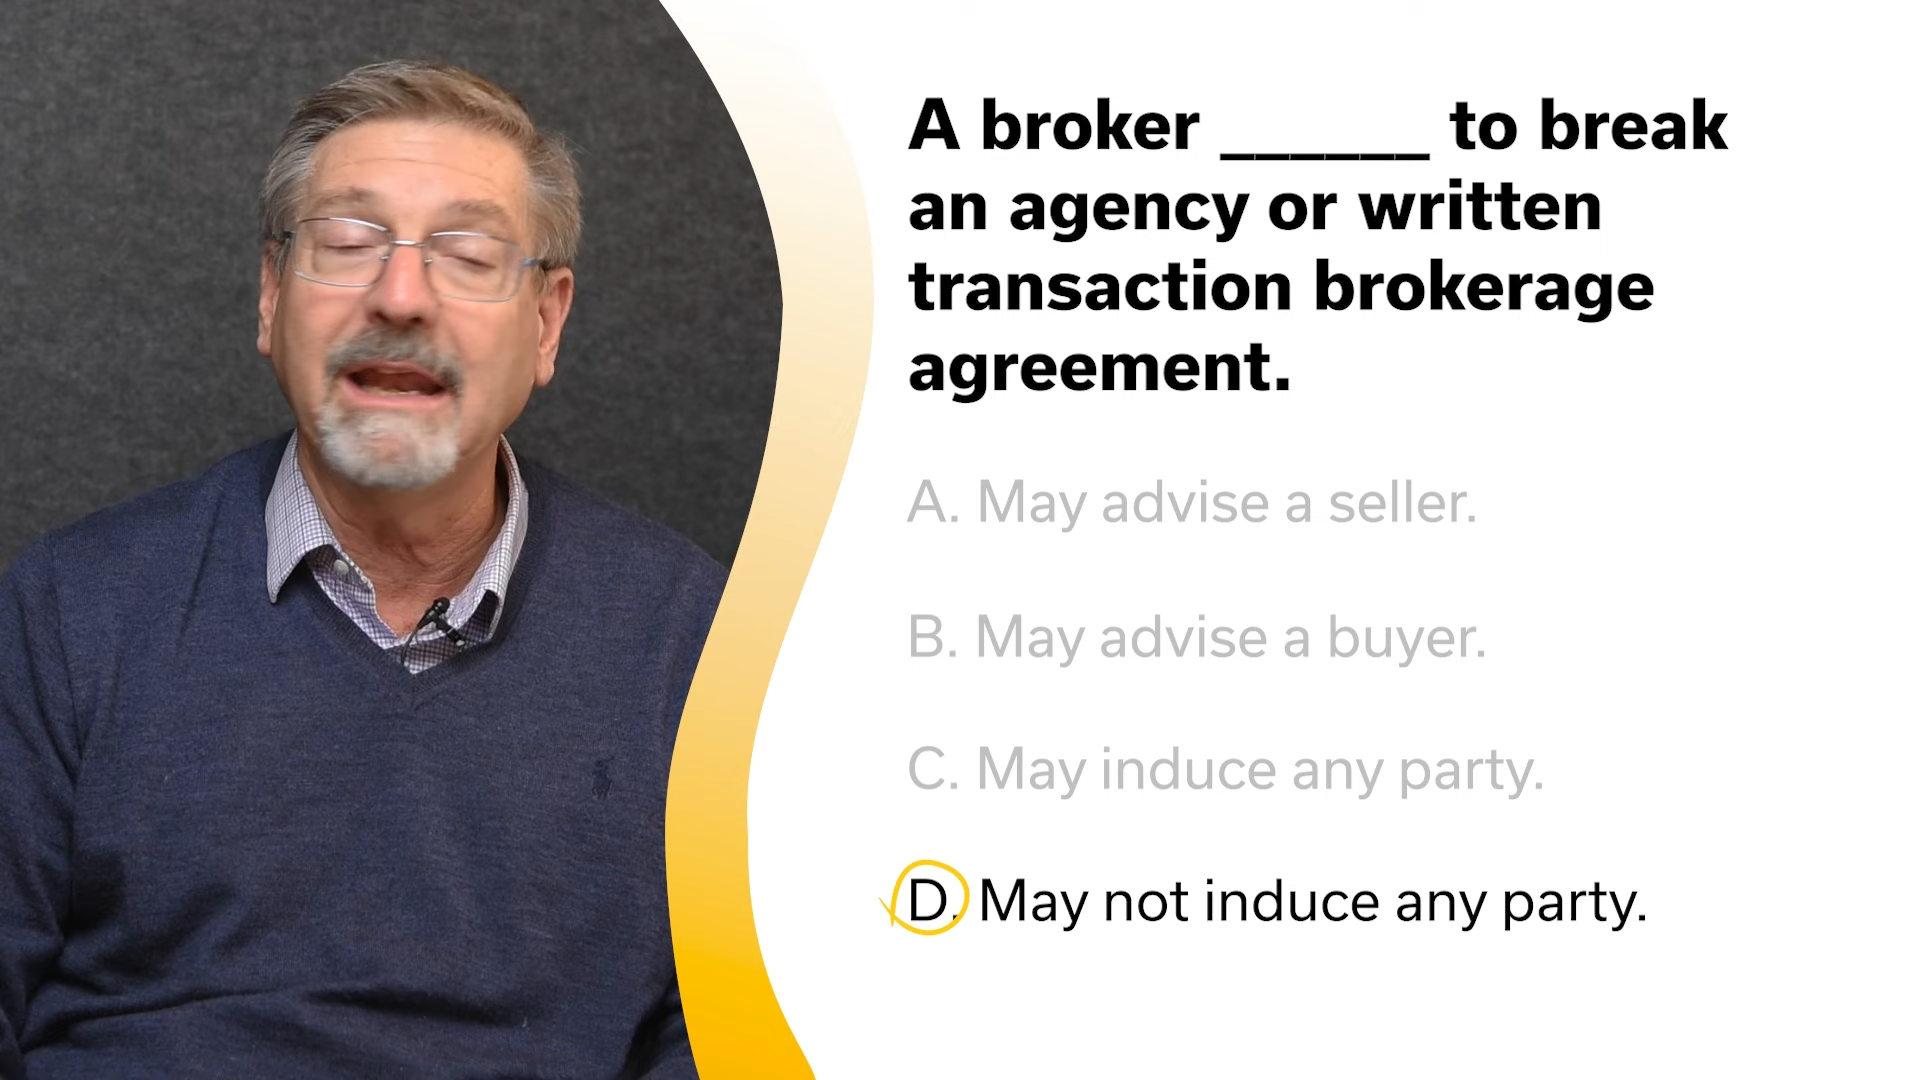 A broker ______ to break
an agency or written
transaction brokerage
agreement.
A. May advise a seller.
B. May advise a buyer.
C. May induce any party.
D. May not induce any party.